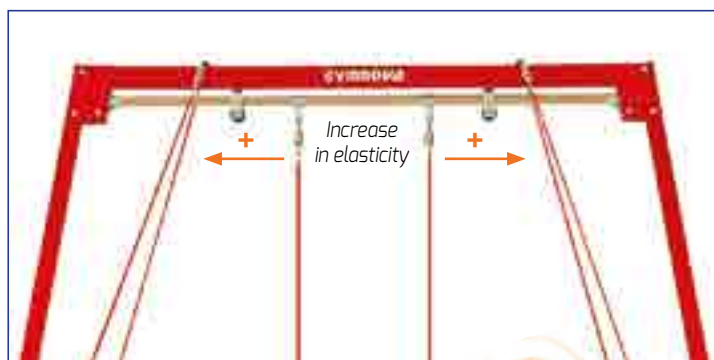 GYMNOVA
+
Increase
+
in elasticity